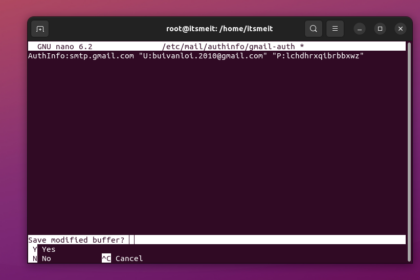 root@itsmeit: /home/itsmeit
GNU nano 6.2 /etc/mail/authinfo/gmail-auth *
AuthInfo:smtp.gmail.com "U:buivanloi.2010@gmail.com" "P:lchdhrxqibrbbxwz"
Save modified buffer?
Y Yes
N No ^C Cancel